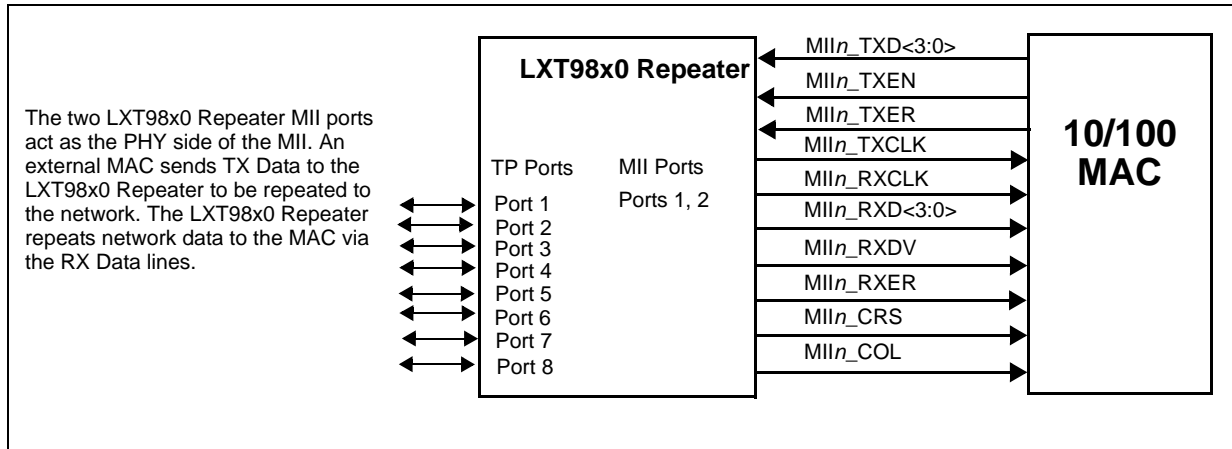 The two LXT98x0 Repeater MII ports
act as the PHY side of the MII. An
external MAC sends TX Data to the
LXT98x0 Repeater to be repeated to
the network. The LXT98x0 Repeater
repeats network data to the MAC via
the RX Data lines.
LXT98x0 Repeater
TP Ports
Port 1
Port 2
Port 3
Port 4
Port 5
Port 6
Port 7
Port 8
MII Ports
Ports 1, 2
MIIn_TXD<3:0>
MIIn_TXEN
MIIn_TXER
MIIn_TXCLK
MIIn_RXCLK
MIIn_RXD<3:0>
MIIn_RXDV
MIIn_RXER
MIIn_CRS
MIIn_COL
10/100
MAC